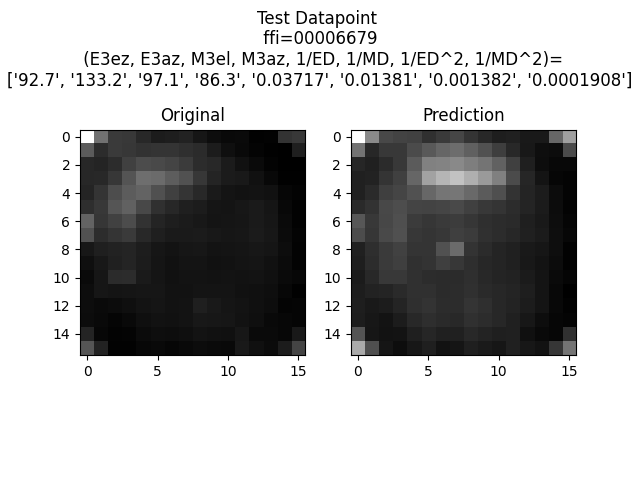 Test Datapoint
ffi=00006679
(E3ez, E3az, M3el, M3az, 1/ED, 1/MD, 1/ED^2, 1/MD^2)=
['92.7', '133.2', '97.1', '86.3', '0.03717', '0.01381', '0.001382', '0.0001908']
Original
Prediction
0
2
4
6
8
10
12
14
0 5 10 15
0
2
4
6
8
10
12
14
0 5 10 15